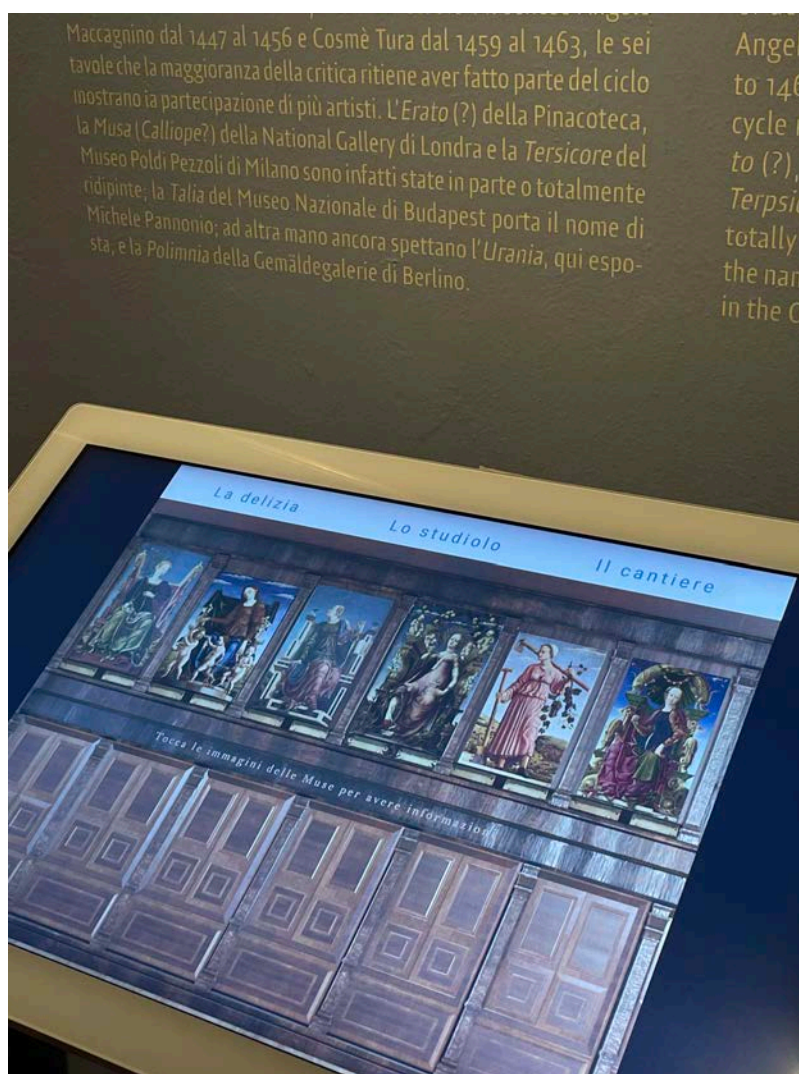 Maccagnino dal 1447 al 1456 e Cosmè Tura dal 1459 al 1463, le sei
tavole che la maggioranza della critica ritiene aver fatto parte del ciclo
mostrano la partecipazione di più artisti. L'Erato (?) della Pinacoteca,
la Musa (Calliope?) della National Gallery di Londra e la Tersicore del
Museo Poldi Pezzoli di Milano sono infatti state in parte o totalmente
ridipinte; la Talia del Museo Nazionale di Budapest porta il nome di
Michele Pannonio; ad altra mano ancora spettano l'Urania, qui espo-
sta, e la Polimnia della Gemäldegalerie di Berlino.
Ange
to 146
cycle
to (?),
Terpsi
totally
the nam
in the G
La delizia
Lo studiolo
Il cantiere
Tocca le immagini delle Muse per avere informazioni